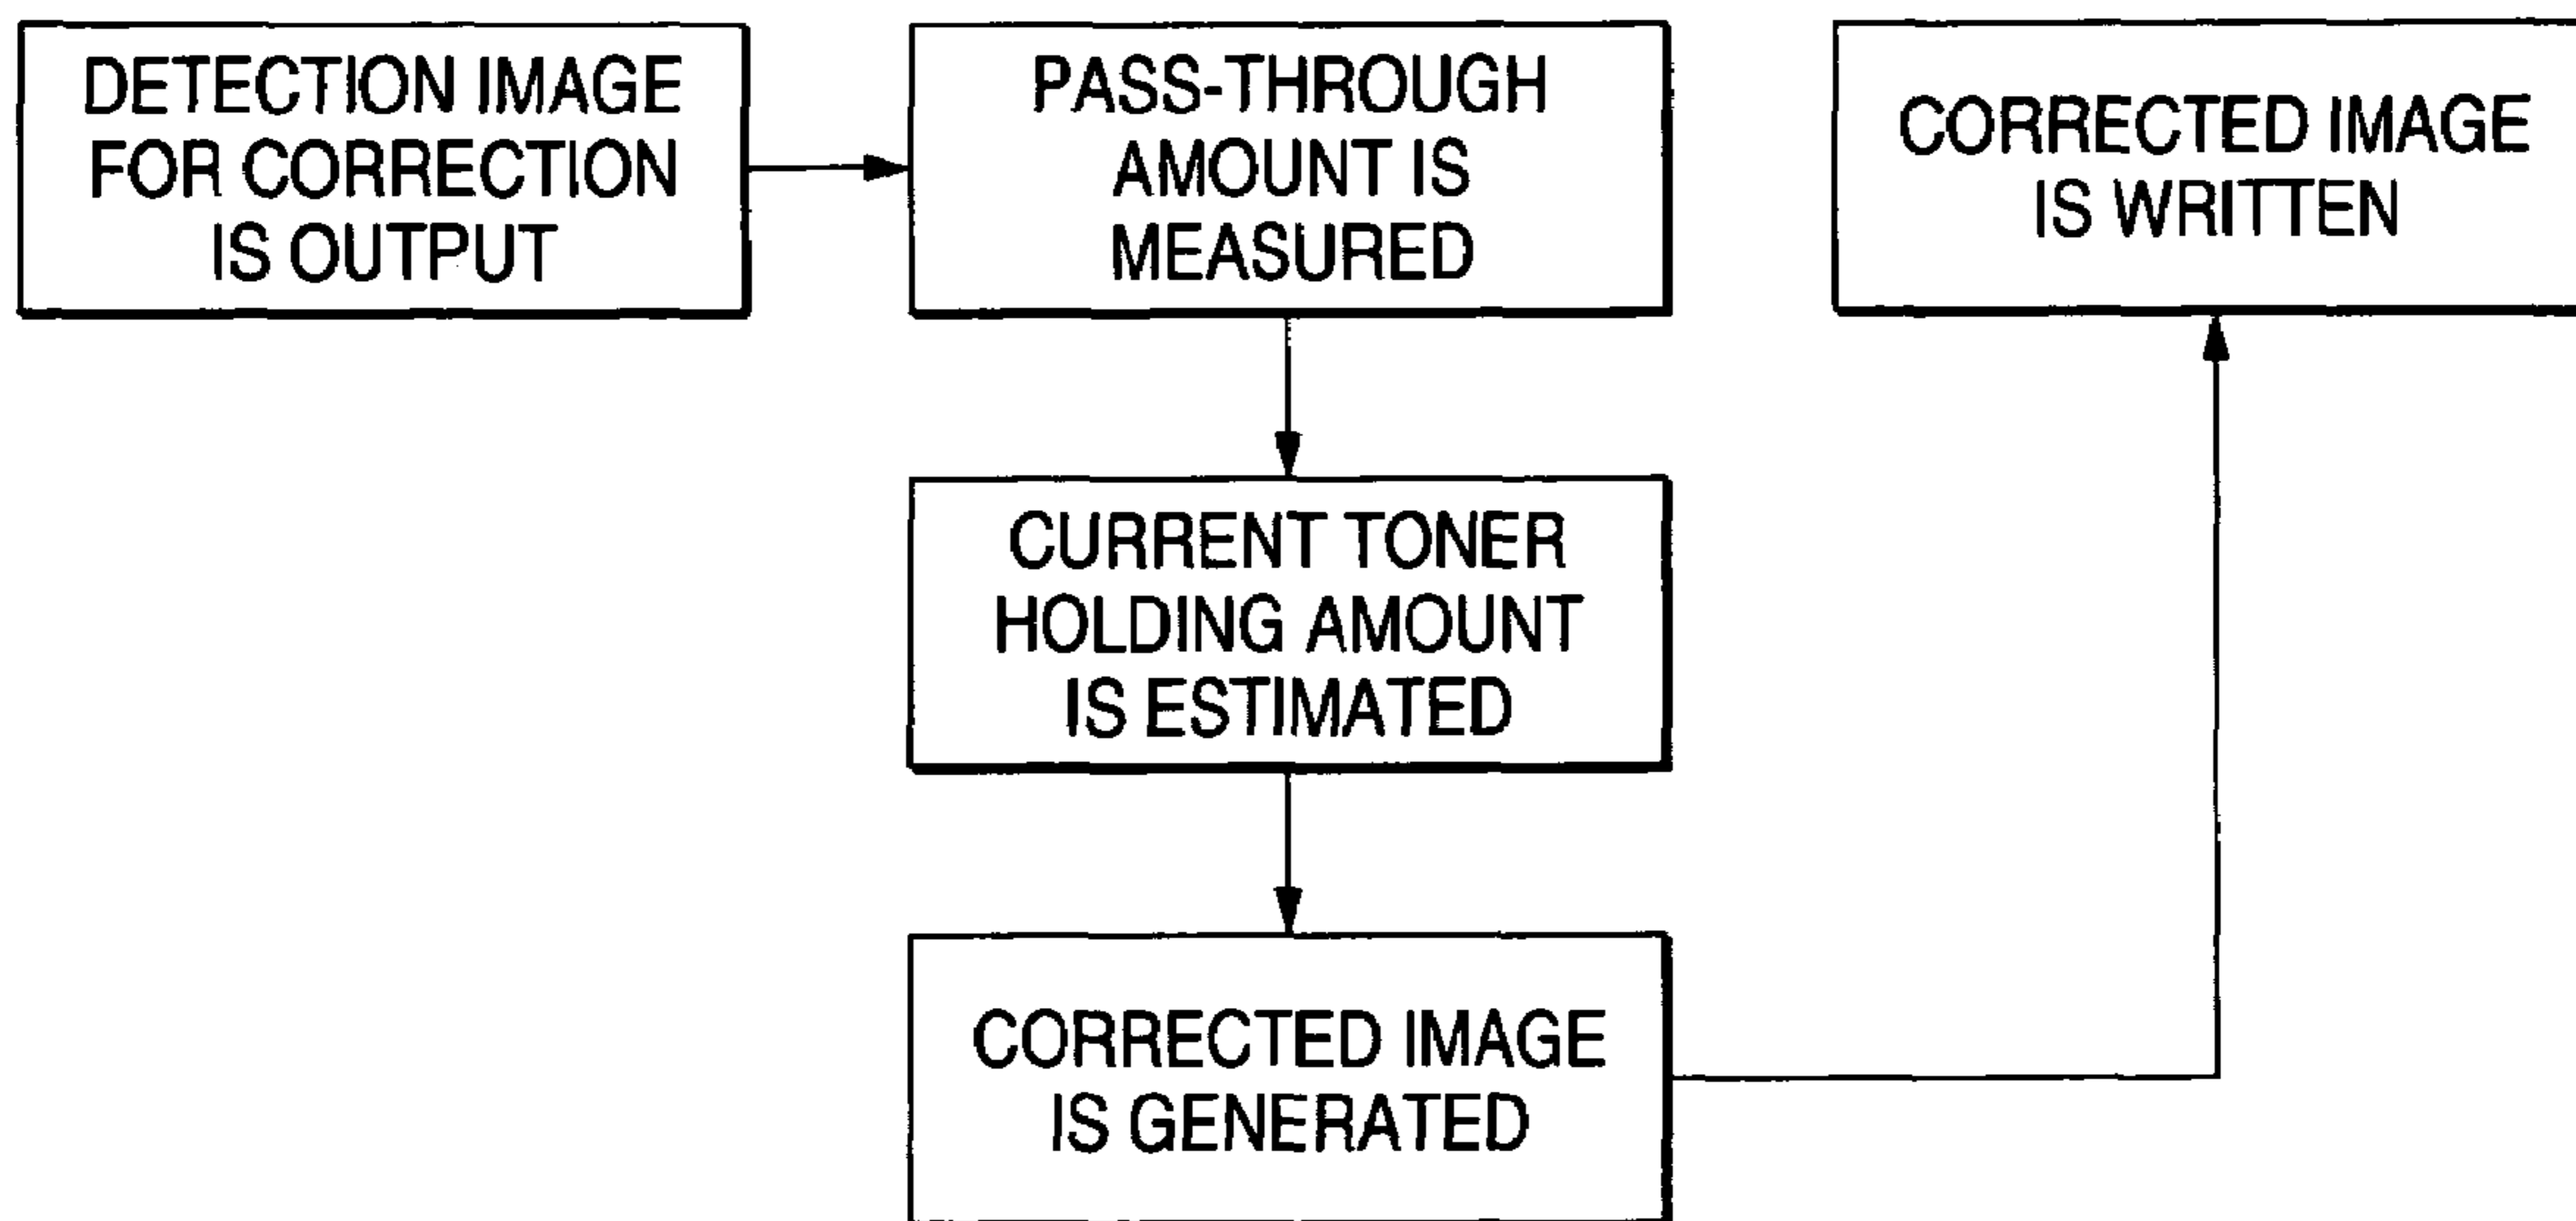 DETECTION IMAGE
FOR CORRECTION
IS OUTPUT
PASS-THROUGH
AMOUNT IS
MEASURED
CURRENT TONER
HOLDING AMOUNT
IS ESTIMATED
CORRECTED IMAGE
IS GENERATED
CORRECTED IMAGE
IS WRITTEN